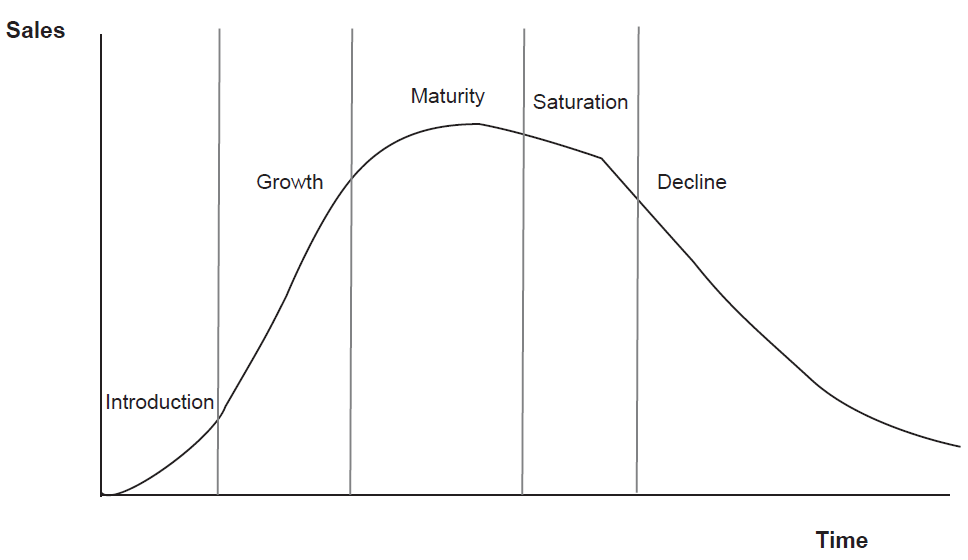 Sales
Maturity
Saturation
Growth
Decline
Introduction
Time